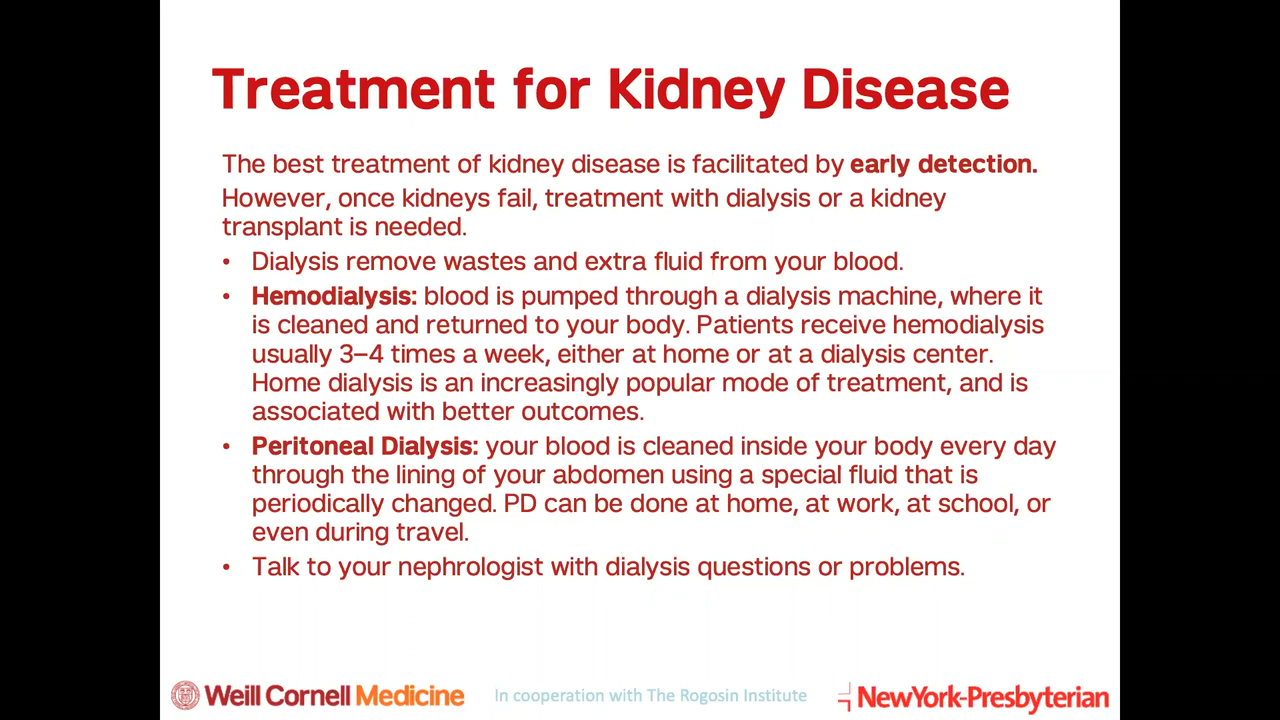 Treatment for Kidney Disease
The best treatment of kidney disease is facilitated by early detection.
However, once kidneys fail, treatment with dialysis or a kidney
transplant is needed.
• Dialysis remove wastes and extra fluid from your blood.
• Hemodialysis: blood is pumped through a dialysis machine, where it
is cleaned and returned to your body. Patients receive hemodialysis
usually 3–4 times a week, either at home or at a dialysis center.
Home dialysis is an increasingly popular mode of treatment, and is
associated with better outcomes.
• Peritoneal Dialysis: your blood is cleaned inside your body every day
through the lining of your abdomen using a special fluid that is
periodically changed. PD can be done at home, at work, at school, or
even during travel.
• Talk to your nephrologist with dialysis questions or problems.
Weill Cornell Medicine
In cooperation with The Rogosin Institute
NewYork-Presbyterian